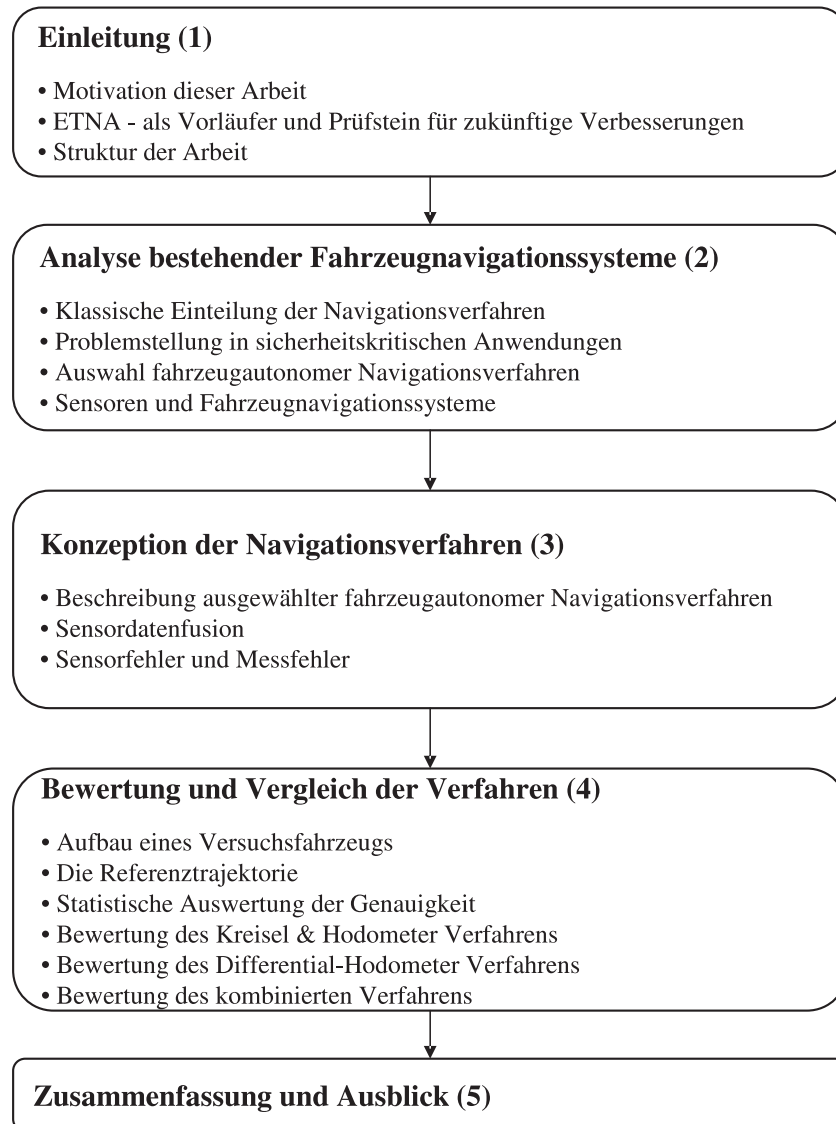 Einleitung (1)
• Motivation dieser Arbeit
• ETNA - als Vorläufer und Prüfstein für zukünftige Verbesserungen
• Struktur der Arbeit
Analyse bestehender Fahrzeugnavigationssysteme (2)
• Klassische Einteilung der Navigationsverfahren
• Problemstellung in sicherheitskritischen Anwendungen
• Auswahl fahrzeugautonomer Navigationsverfahren
• Sensoren und Fahrzeugnavigationssysteme
Konzeption der Navigationsverfahren (3)
• Beschreibung ausgewählter fahrzeugautonomer Navigationsverfahren
• Sensordatenfusion
• Sensorfehler und Messfehler
Bewertung und Vergleich der Verfahren (4)
• Aufbau eines Versuchsfahrzeugs
• Die Referenztrajektorie
• Statistische Auswertung der Genauigkeit
• Bewertung des Kreisel & Hodometer Verfahrens
• Bewertung des Differential-Hodometer Verfahrens
• Bewertung des kombinierten Verfahrens
Zusammenfassung und Ausblick (5)